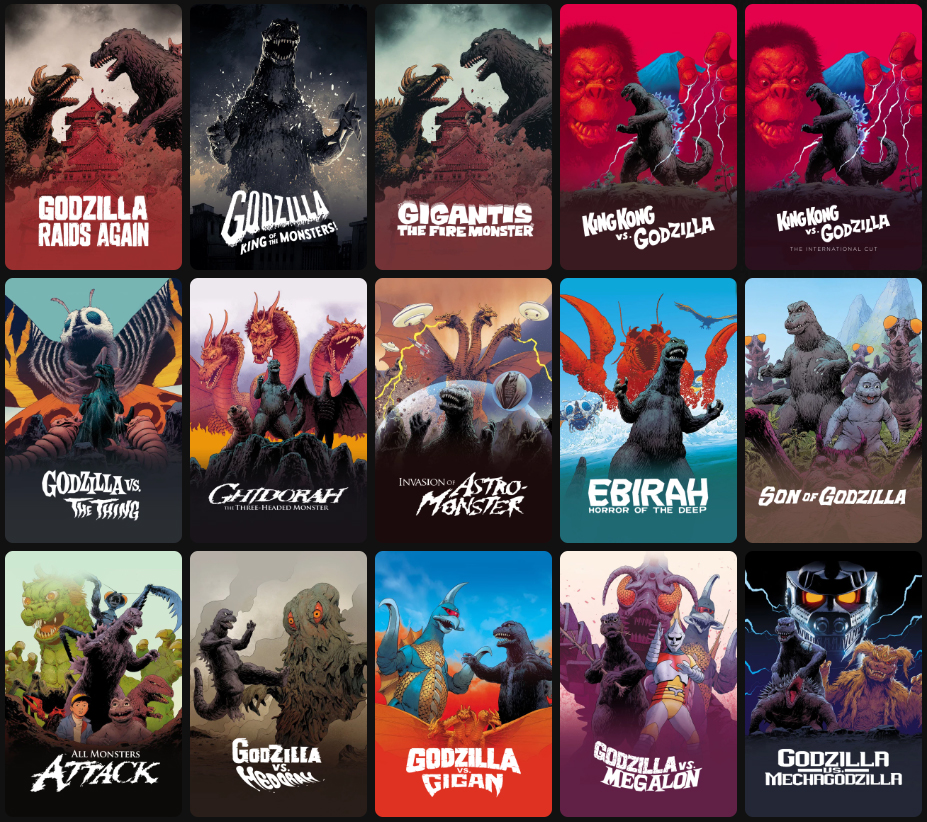 GODZILLA
RAIDS AGAIN
GODZILLA
KING OF THE MONSTERS!
GIGANTIS
THE FIRE MONSTER
KING KONG
VS. GODZILLA
KING KONG
VS. GODZILLA
THE INTERNATIONAL CUT
GODZILLA VS.
THE THING
GHIDORAH
THE THREE-HEADED MONSTER
INVASION OF ASTRO-
MONSTER
EBIRAH
HORROR OF THE DEEP
SON OF GODZILLA
ALL MONSTERS
ATTACK
GODZILLA
VS.
HEDORAH
GODZILLA
VS.
GIGAN
GODZILLA VS.
MEGALON
GODZILLA
VS.
MECHAGODZILLA